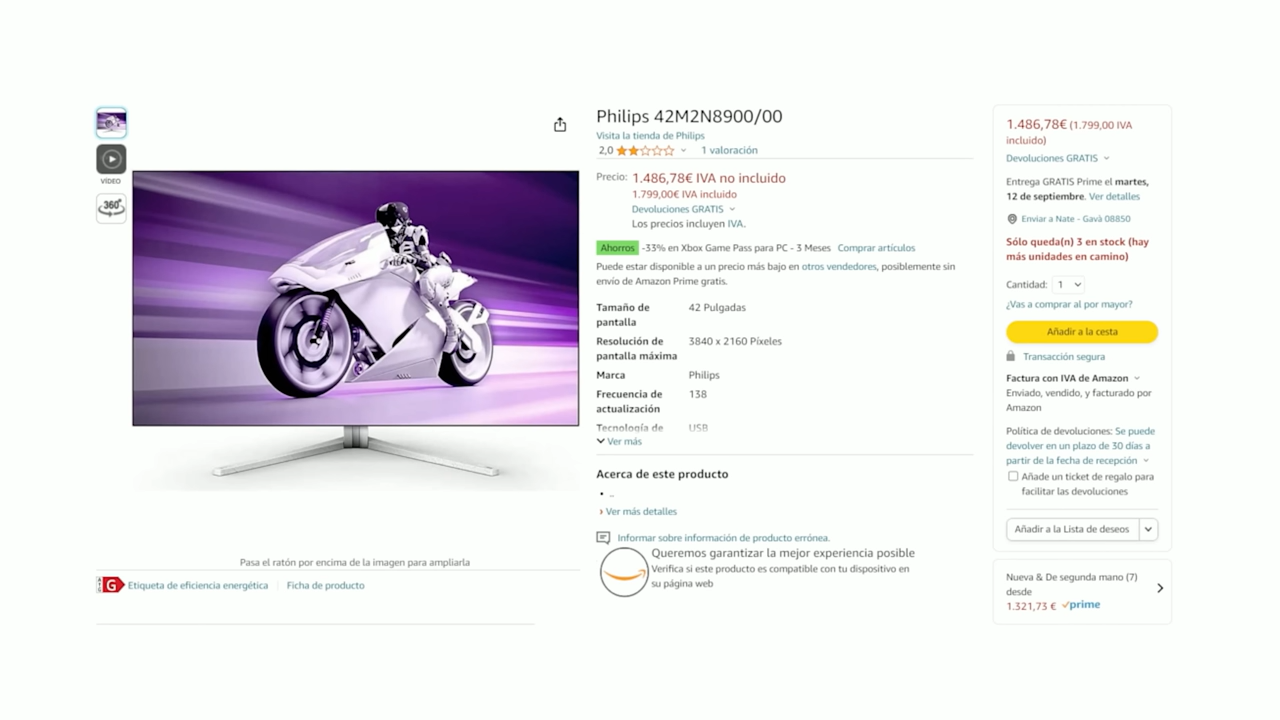 Philips 42M2N8900/00
Visita la tienda de Philips
2,0
1 valoración
VÍDEO
360°
Precio: 1.486,78€ IVA no incluido
1.799,00€ IVA incluido
Devoluciones GRATIS
Los precios incluyen IVA.
Ahorros -33% en Xbox Game Pass para PC - 3 Meses Comprar artículos
Puede estar disponible a un precio más bajo en otros vendedores, posiblemente sin
envío de Amazon Prime gratis.
Tamaño de 42 Pulgadas
pantalla
Resolución de 3840 x 2160 Píxeles
pantalla máxima
Marca Philips
Frecuencia de 138
actualización
Tecnología de USB
Ver más
Acerca de este producto
• ..
› Ver más detalles
Informar sobre información de producto errónea.
Queremos garantizar la mejor experiencia posible
Verifica si este producto es compatible con tu dispositivo en
su página web
Pasa el ratón por encima de la imagen para ampliarla
G Etiqueta de eficiencia energética | Ficha de producto
1.486,78€ (1.799,00 IVA
incluido)
Devoluciones GRATIS
Entrega GRATIS Prime el martes,
12 de septiembre. Ver detalles
Enviar a Nate - Gavà 08850
Sólo queda(n) 3 en stock (hay
más unidades en camino)
Cantidad: 1
¿Vas a comprar al por mayor?
Añadir a la cesta
Transacción segura
Factura con IVA de Amazon
Enviado, vendido, y facturado por
Amazon
Política de devoluciones: Se puede
devolver en un plazo de 30 días a
partir de la fecha de recepción
Añade un ticket de regalo para
facilitar las devoluciones
Añadir a la Lista de deseos
Nueva & De segunda mano (7)
desde
1.321,73 € prime